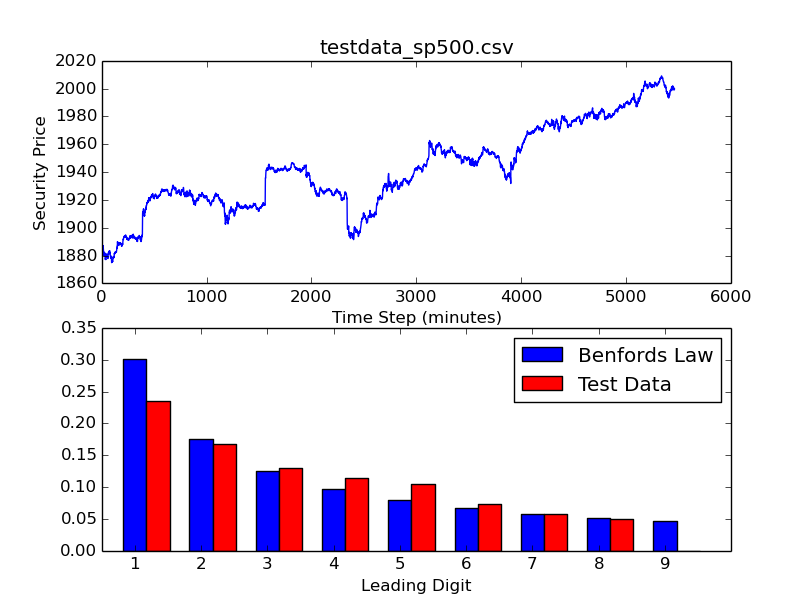 testdata_sp500.csv
2020
2000
1980
1960
1940
1920
1900
1880
1860
Security Price
0 1000 2000 3000 4000 5000 6000
Time Step (minutes)
0.35
0.30
0.25
0.20
0.15
0.10
0.05
0.00
Benfords Law
Test Data
1 2 3 4 5 6 7 8 9
Leading Digit